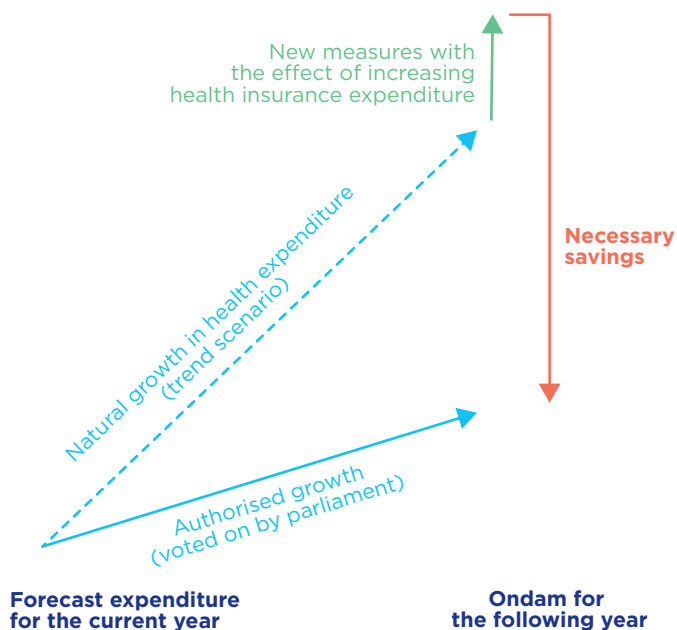 New measures with
the effect of increasing
health insurance expenditure
Necessary
savings
Natural growth in health expenditure
(trend scenario)
Authorised growth
(voted on by parliament)
Forecast expenditure
for the current year
Ondam for
the following year